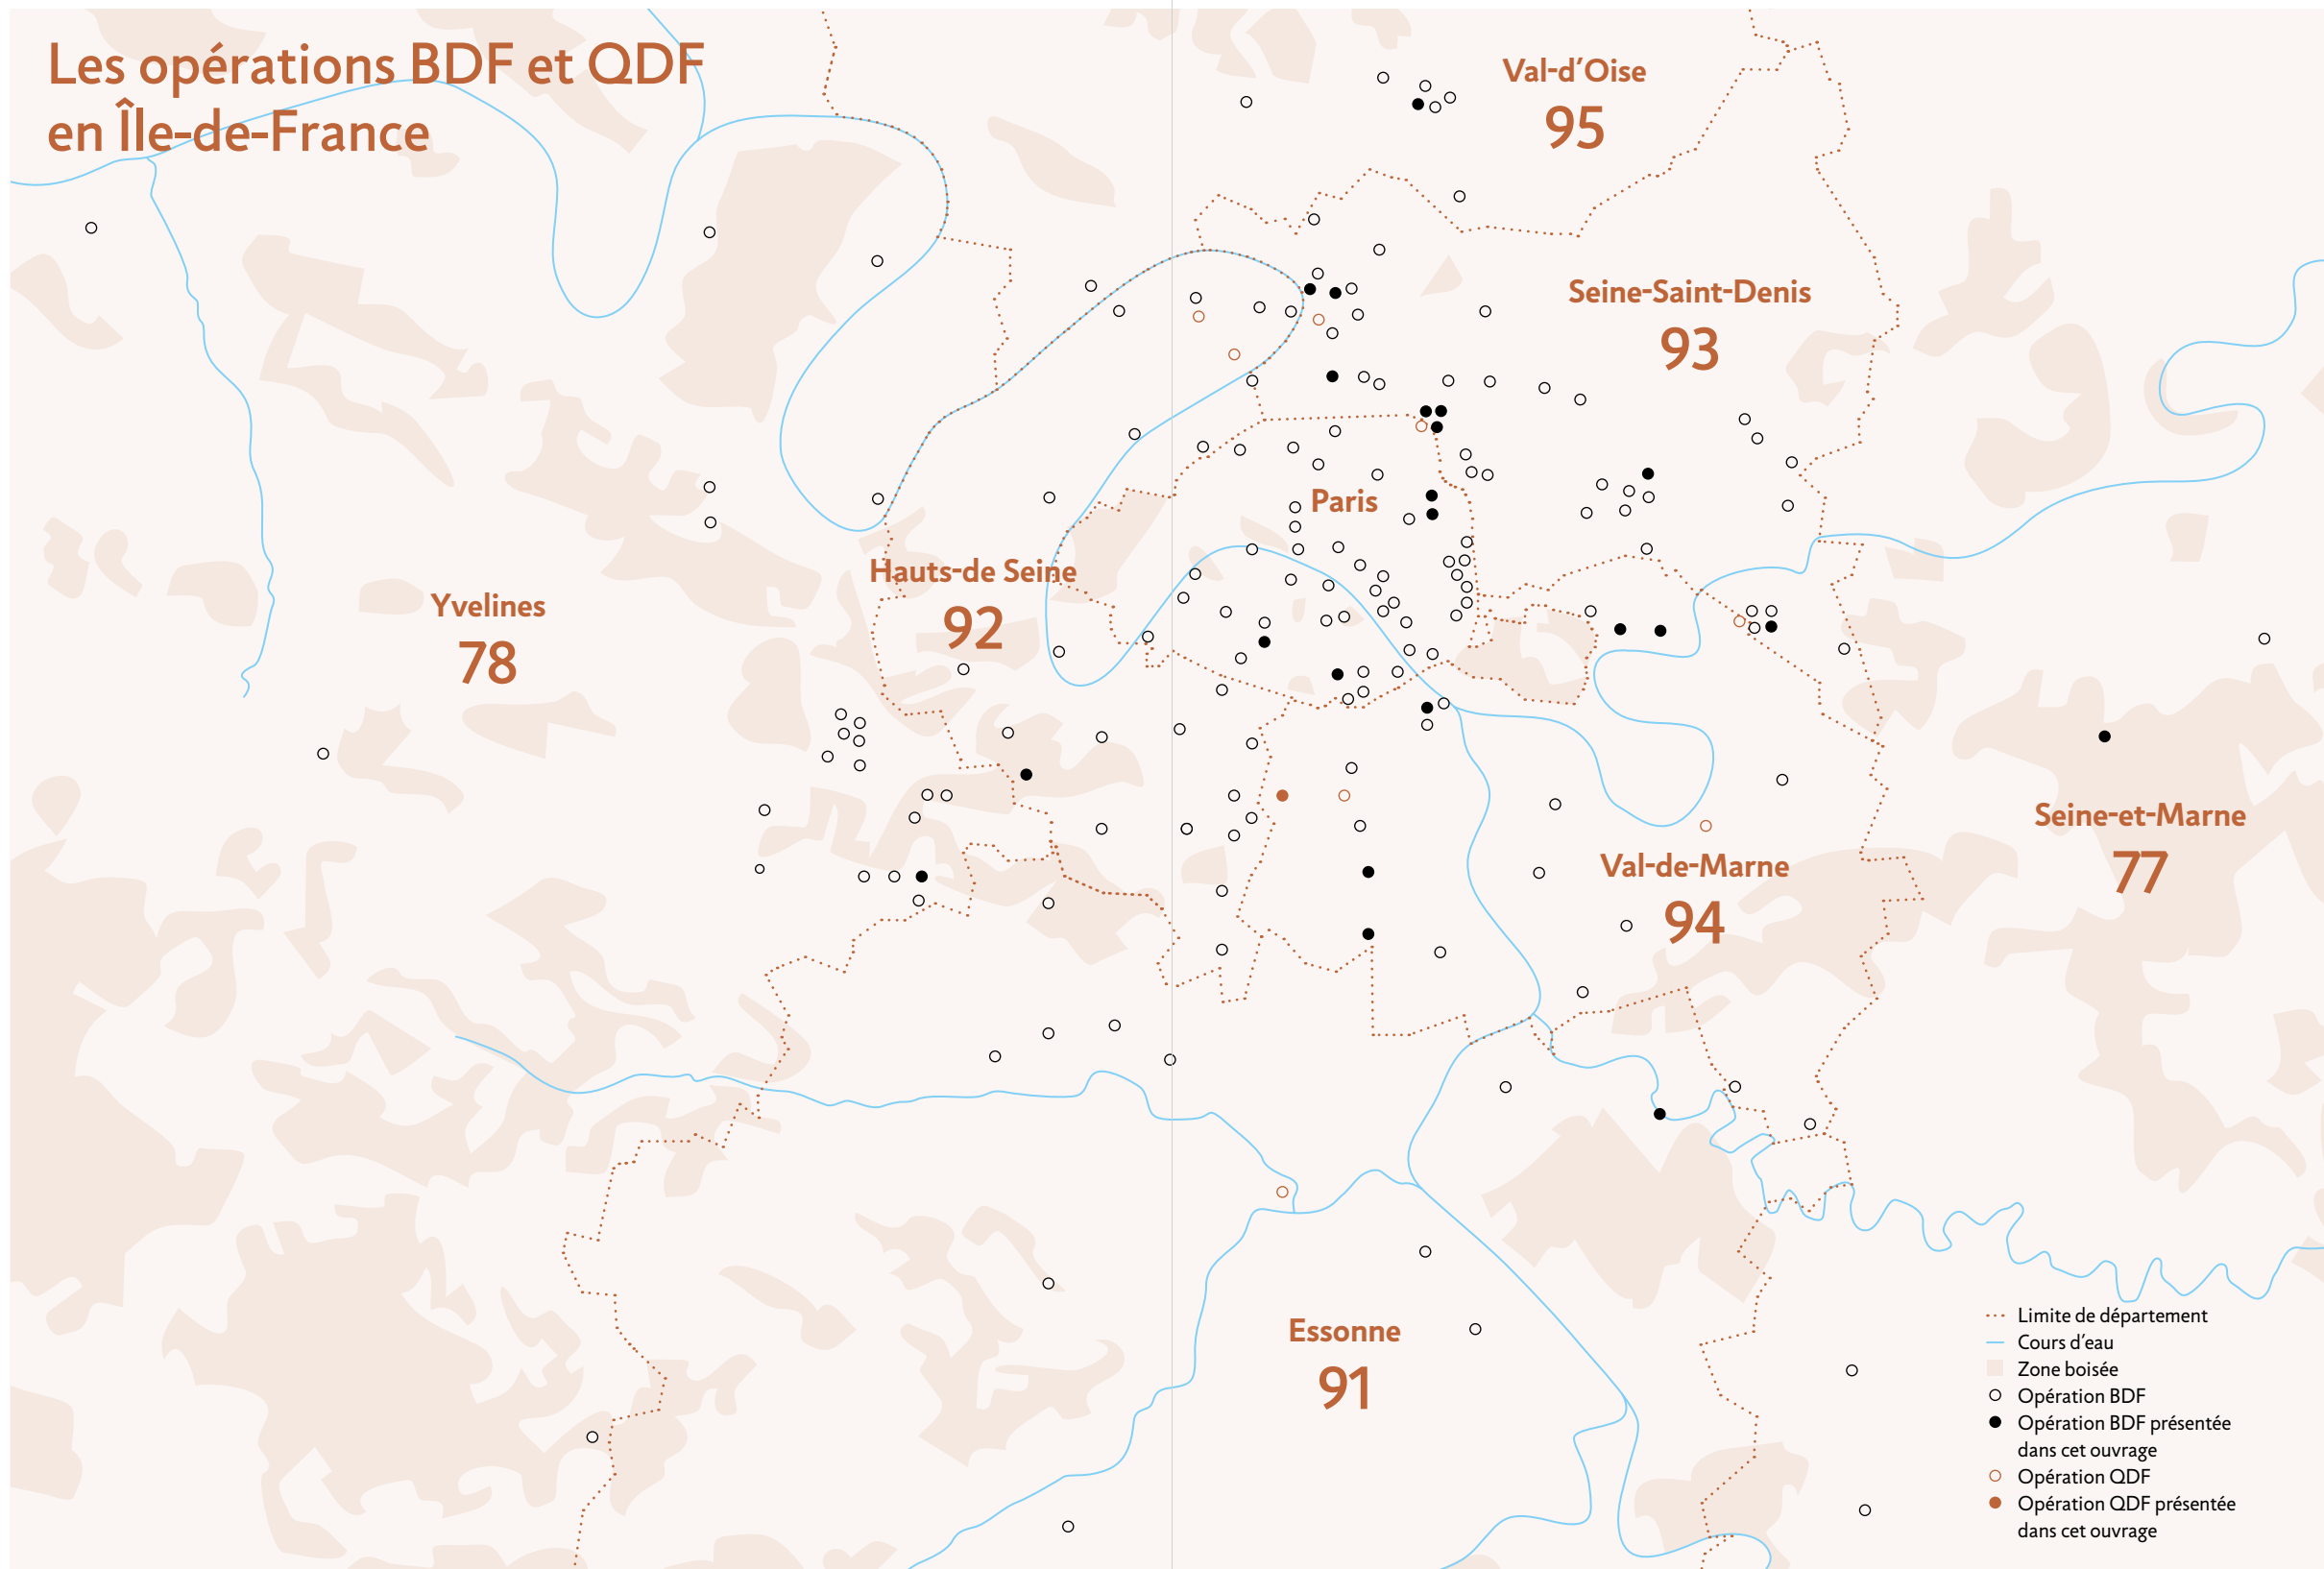 Les opérations BDF et QDF
en Île-de-France
Val-d’Oise
95
Seine-Saint-Denis
93
Paris
Hauts-de Seine
92
Yvelines
78
Seine-et-Marne
77
Val-de-Marne
94
Essonne
91
Limite de département
Cours d’eau
Zone boisée
Opération BDF
Opération BDF présentée
dans cet ouvrage
Opération QDF
Opération QDF présentée
dans cet ouvrage